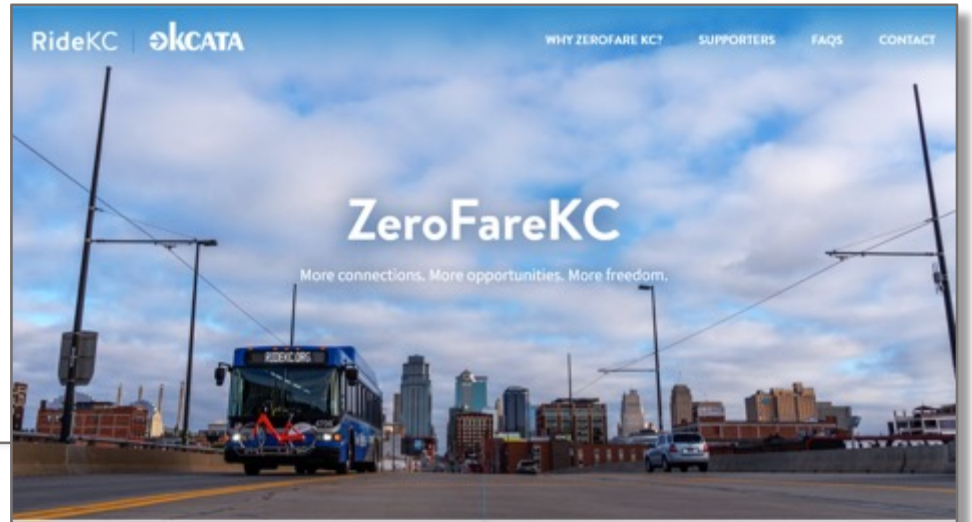 RideKC KCATA
WHY ZEROFARE KC? SUPPORTERS FAQS CONTACT
ZeroFareKC
More connections. More opportunities. More freedom.
RIDEKC.ORG